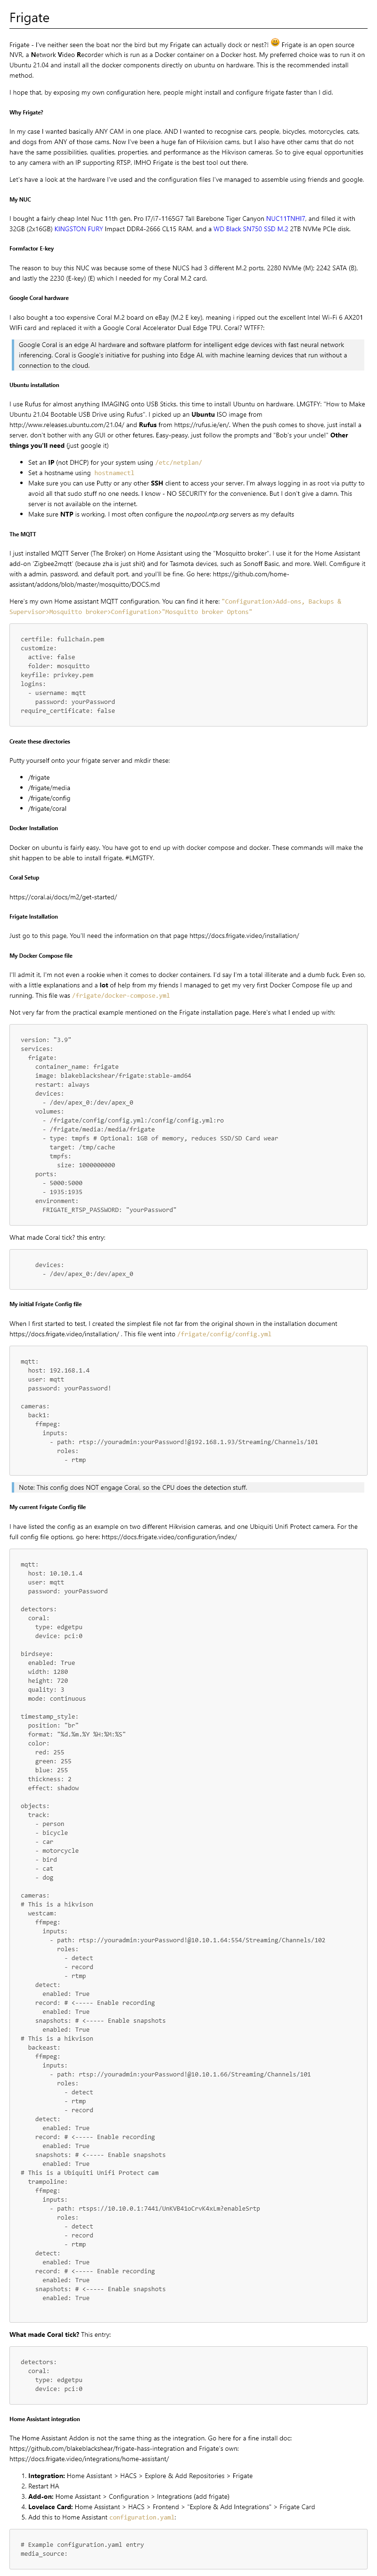 Frigate
Frigate - I've neither seen the boat nor the bird but my Frigate can actually dock or nest?! Frigate is an open source
NVR, a Network Video Recorder which is run as a Docker container on a Docker host. My preferred choice was to run it on
Ubuntu 21.04 and install all the docker components directly on ubuntu on hardware. This is the recommended install
method.
I hope that, by exposing my own configuration here, people might install and configure frigate faster than I did.
Why Frigate?
In my case I wanted basically ANY CAM in one place. AND I wanted to recognise cars, people, bicycles, motorcycles, cats,
and dogs from ANY of those cams. Now I've been a huge fan of Hikvision cams, but I also have other cams that do not
have the same possibilities, qualities, properties, and performance as the Hikvision cameras. So to give equal opportunities
to any camera with an IP supporting RTSP, IMHO Frigate is the best tool out there.
Let's have a look at the hardware I've used and the configuration files I've managed to assemble using friends and google.
My NUC
I bought a fairly cheap Intel Nuc 11th gen. Pro I7/i7-1165G7 Tall Barebone Tiger Canyon NUC11TNHI7, and filled it with
32GB (2x16GB) KINGSTON FURY Impact DDR4-2666 CL15 RAM, and a WD Black SN750 SSD M.2 2TB NVMe PCIe disk.
Formfactor E-key
The reason to buy this NUC was because some of these NUCS had 3 different M.2 ports. 2280 NVMe (M); 2242 SATA (B),
and lastly the 2230 (E-key) (E) which I needed for my Coral M.2 card.
Google Coral hardware
I also bought a too expensive Coral M.2 board on eBay (M.2 E key), meaning i ripped out the excellent Intel Wi-Fi 6 AX201
WiFi card and replaced it with a Google Coral Accelerator Dual Edge TPU. Coral? WTFF?:
Google Coral is an edge AI hardware and software platform for intelligent edge devices with fast neural network
inferencing. Coral is Google's initiative for pushing into Edge AI, with machine learning devices that run without a
connection to the cloud.
Ubuntu installation
I use Rufus for almost anything IMAGING onto USB Sticks, this time to install Ubuntu on hardware. LMGTFY: "How to Make
Ubuntu 21.04 Bootable USB Drive using Rufus". I picked up an Ubuntu ISO image from
http://www.releases.ubuntu.com/21.04/ and Rufus from https://rufus.ie/en/. When the push comes to shove, just install a
server, don't bother with any GUI or other fetures. Easy-peasy, just follow the prompts and "Bob's your uncle!" Other
things you'll need (just google it)
• Set an IP (not DHCP) for your system using /etc/netplan/
• Set a hostname using hostnamectl
• Make sure you can use Putty or another SSH client to access your server. I'm always logging in as root via putty to
avoid all that sudo stuff no one needs. I know - NO SECURITY for the convenience. But I don't give a damn. This
server is not available on the internet.
• Make sure NTP is working. I most often configure the no.pool.ntp.org servers as my defaults
The MQTT
I just installed MQTT Server (The Broker) on Home Assistant using the "Mosquitto broker". I use it for the Home Assistant
add-on 'Zigbee2mqtt' (because zha is just shit) and for Tasmota devices, such as Sonoff Basic, and more. Well. Configure it
with a admin, password, and default port, and you'll be fine. Go here: https://github.com/home-
assistant/addons/blob/master/mosquitto/DOCS.md
Here's my own Home assistant MQTT configuration. You can find it here: "Configuration>Add-ons, Backups &
Supervisor>Mosquitto broker>Configuration>"Mosquitto broker Optons"
certfile: fullchain.pem
customize:
active: false
folder: mosquitto
keyfile: privkey.pem
logins:
- username: mqtt
password: yourPassword
require_certificate: false
Create these directories
Putty yourself onto your frigate server and mkdir these:
• /frigate
• /frigate/media
• /frigate/config
• /frigate/coral
Docker Installation
Docker on ubuntu is fairly easy. You have got to end up with docker compose and docker. These commands will make the
shit happen to be able to install frigate. #LMGTFY.
Coral Setup
https://coral.ai/docs/m2/get-started/
Frigate Installation
Just go to this page, You'll need the information on that page https://docs.frigate.video/installation/
My Docker Compose file
I'll admit it. I'm not even a rookie when it comes to docker containers. I'd say I'm a total illiterate and a dumb fuck. Even so,
with a little explanations and a lot of help from my friends I managed to get my very first Docker Compose file up and
running. This file was /frigate/docker-compose.yml
Not very far from the practical example mentioned on the Frigate installation page. Here's what I ended up with:
version: "3.9"
services:
frigate:
container_name: frigate
image: blakeblackshear/frigate:stable-amd64
restart: always
devices:
- /dev/apex_0:/dev/apex_0
volumes:
- /frigate/config/config.yml:/config/config.yml:ro
- /frigate/media:/media/frigate
- type: tmpfs # Optional: 1GB of memory, reduces SSD/SD Card wear
target: /tmp/cache
tmpfs:
size: 1000000000
ports:
- 5000:5000
- 1935:1935
environment:
FRIGATE_RTSP_PASSWORD: "yourPassword"
What made Coral tick? this entry:
devices:
- /dev/apex_0:/dev/apex_0
My initial Frigate Config file
When I first started to test, I created the simplest file not far from the original shown in the installation document
https://docs.frigate.video/installation/ . This file went into /frigate/config/config.yml
mqtt:
host: 192.168.1.4
user: mqtt
password: yourPassword!
cameras:
back1:
ffmpeg:
inputs:
- path: rtsp://youradmin:yourPassword!@192.168.1.93/Streaming/Channels/101
roles:
- rtmp
Note: This config does NOT engage Coral, so the CPU does the detection stuff.
My current Frigate Config file
I have listed the config as an example on two different Hikvision cameras, and one Ubiquiti Unifi Protect camera. For the
full config file options, go here: https://docs.frigate.video/configuration/index/
mqtt:
host: 10.10.1.4
user: mqtt
password: yourPassword
detectors:
coral:
type: edgetpu
device: pci:0
birdseye:
enabled: True
width: 1280
height: 720
quality: 3
mode: continuous
timestamp_style:
position: "br"
format: "%d.%m.%Y %H:%M:%S"
color:
red: 255
green: 255
blue: 255
thickness: 2
effect: shadow
objects:
track:
- person
- bicycle
- car
- motorcycle
- bird
- cat
- dog
cameras:
# This is a hikvison
westcam:
ffmpeg:
inputs:
- path: rtsp://youradmin:yourPassword!@10.10.1.64:554/Streaming/Channels/102
roles:
- detect
- record
- rtmp
detect:
enabled: True
record: # <----- Enable recording
enabled: True
snapshots: # <----- Enable snapshots
enabled: True
# This is a hikvison
backeast:
ffmpeg:
inputs:
- path: rtsp://youradmin:yourPassword!@10.10.1.66/Streaming/Channels/101
roles:
- detect
- rtmp
- record
detect:
enabled: True
record: # <----- Enable recording
enabled: True
snapshots: # <----- Enable snapshots
enabled: True
# This is a Ubiquiti Unifi Protect cam
trampoline:
ffmpeg:
inputs:
- path: rtsps://10.10.0.1:7441/UnKVB41oCrvK4xLm?enableSrtp
roles:
- detect
- record
- rtmp
detect:
enabled: True
record: # <----- Enable recording
enabled: True
snapshots: # <----- Enable snapshots
enabled: True
What made Coral tick? This entry:
detectors:
coral:
type: edgetpu
device: pci:0
Home Assistant integration
The Home Assistant Addon is not the same thing as the integration. Go here for a fine install doc:
https://github.com/blakeblackshear/frigate-hass-integration and Frigate's own:
https://docs.frigate.video/integrations/home-assistant/
1. Integration: Home Assistant > HACS > Explore & Add Repositories > Frigate
2. Restart HA
3. Add-on: Home Assistant > Configuration > Integrations (add frigate)
4. Lovelace Card: Home Assistant > HACS > Frontend > "Explore & Add Integrations" > Frigate Card
5. Add this to Home Assistant configuration.yaml:
# Example configuration.yaml entry
media_source: